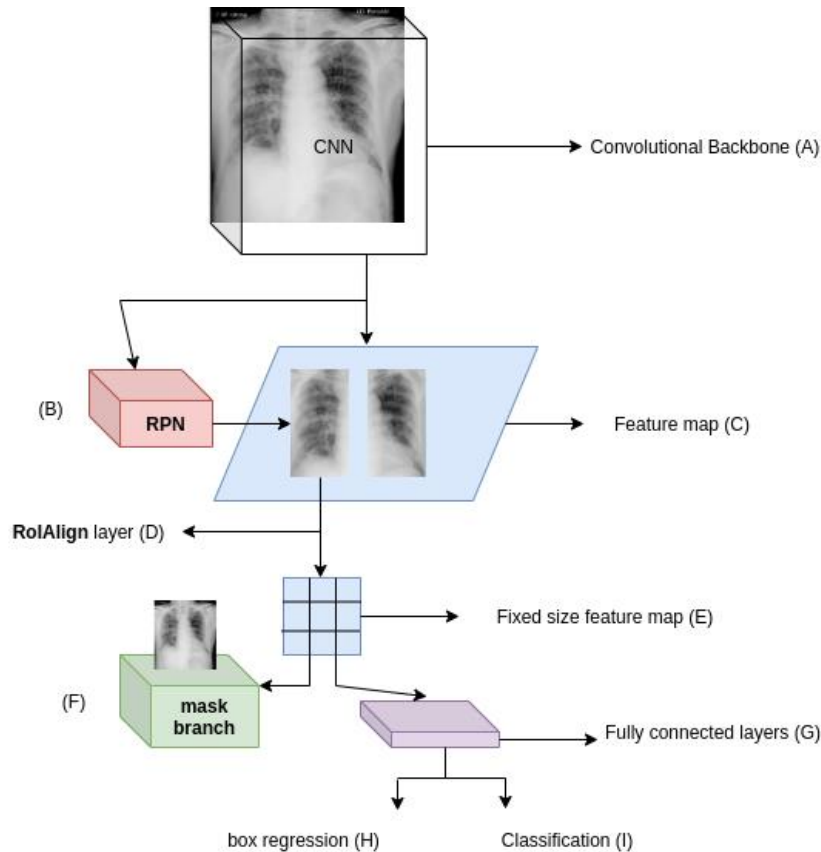 CNN
Convolutional Backbone (A)
(B)
RPN
Feature map (C)
RoIAlign layer (D)
Fixed size feature map (E)
(F)
mask
branch
Fully connected layers (G)
box regression (H)
Classification (I)